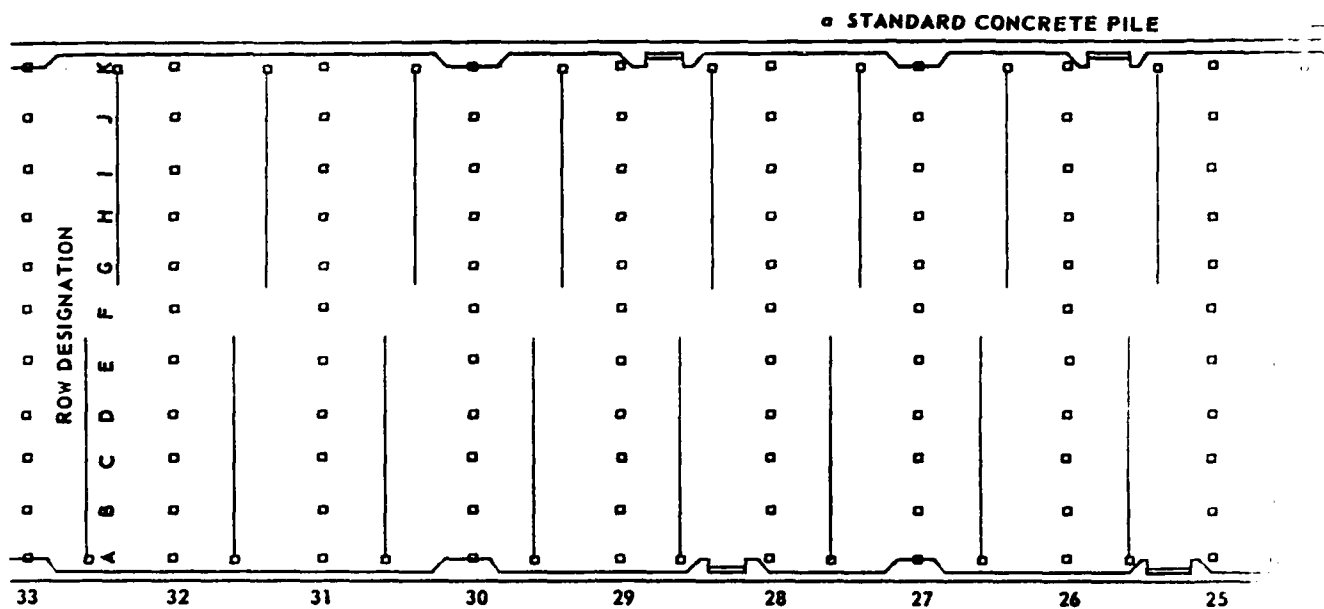 STANDARD CONCRETE PILE
ROW DESIGNATION
K
J
I
H
G
F
E
D
C
B
A
33 32 31 30 29 28 27 26 25